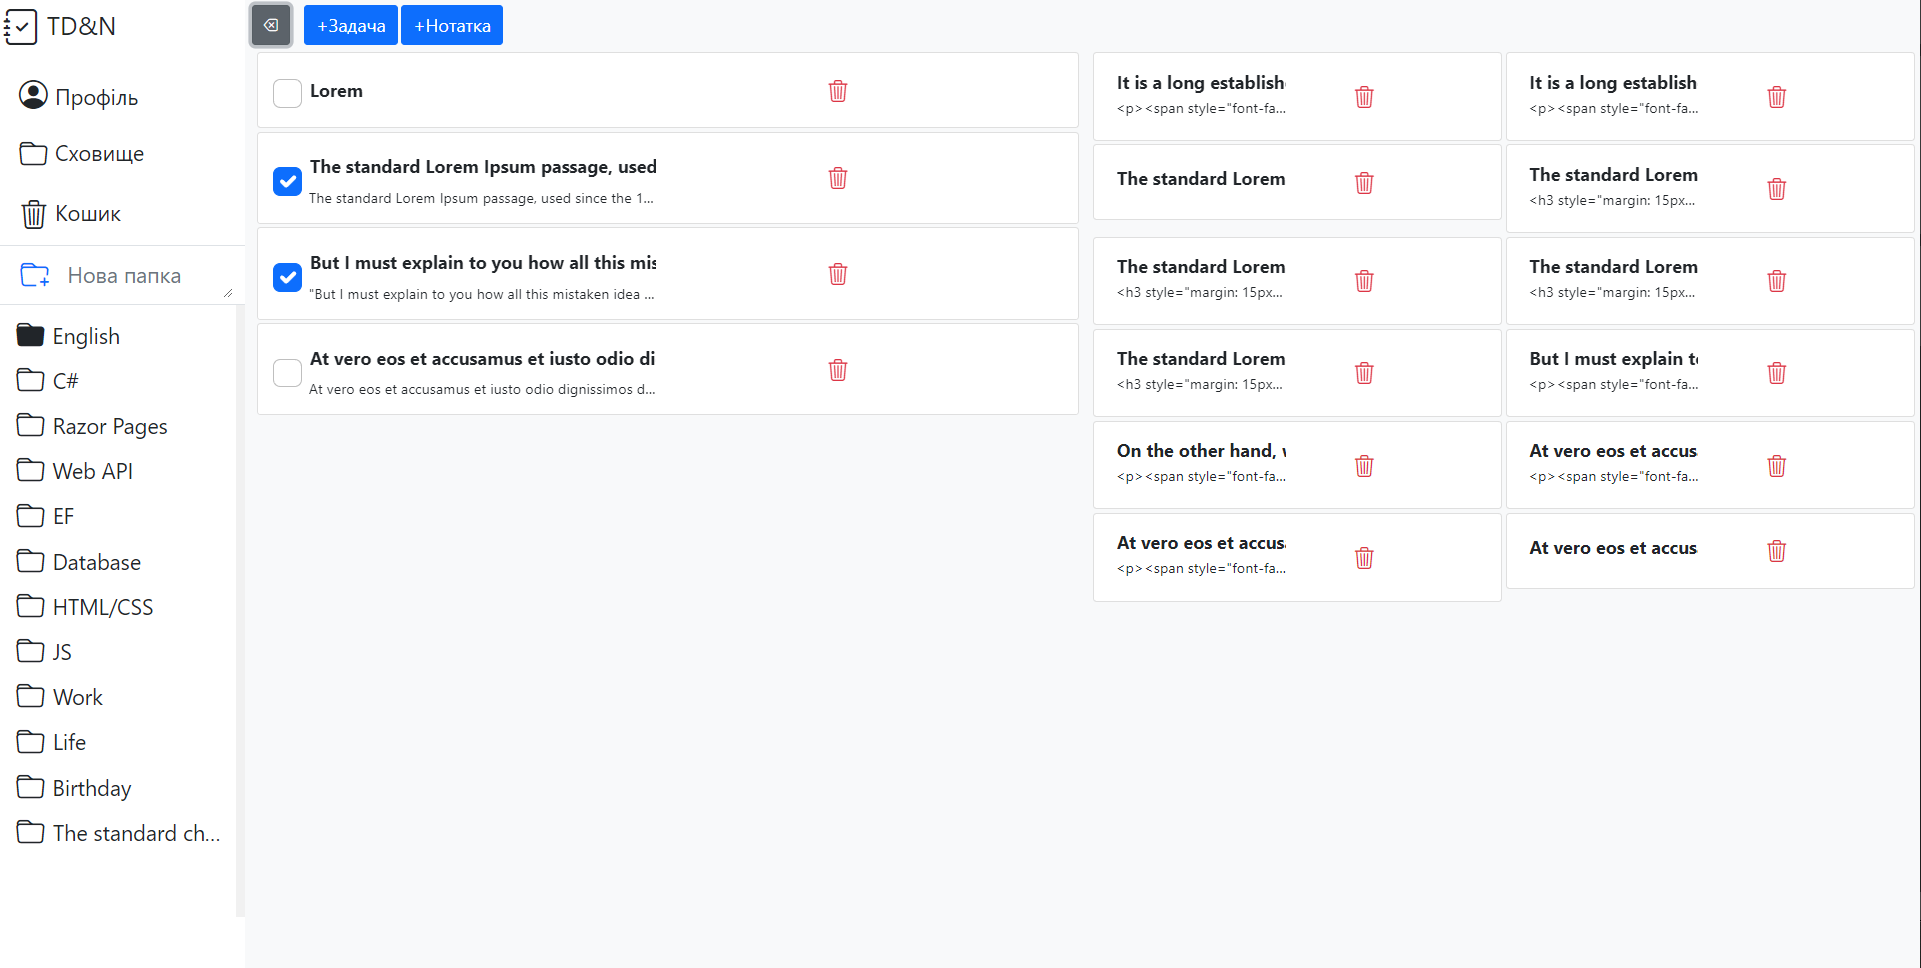 TD&N
Профіль
Сховище
Кошик
Нова папка
English
C#
Razor Pages
Web API
EF
Database
HTML/CSS
JS
Work
Life
Birthday
The standard ch...
+Задача
+Нотатка
Lorem
The standard Lorem Ipsum passage, used
The standard Lorem Ipsum passage, used since the 1...
But I must explain to you how all this mis
"But I must explain to you how all this mistaken idea ...
At vero eos et accusamus et iusto odio di
At vero eos et accusamus et iusto odio dignissimos d...
It is a long establish
<p><span style="font-fa...
It is a long establish
<p><span style="font-fa...
The standard Lorem
The standard Lorem
<h3 style="margin: 15px...
The standard Lorem
<h3 style="margin: 15px...
The standard Lorem
<h3 style="margin: 15px...
The standard Lorem
<h3 style="margin: 15px...
But I must explain t
<p><span style="font-fa...
On the other hand,
<p><span style="font-fa...
At vero eos et accus
<p><span style="font-fa...
At vero eos et accus
<p><span style="font-fa...
At vero eos et accus